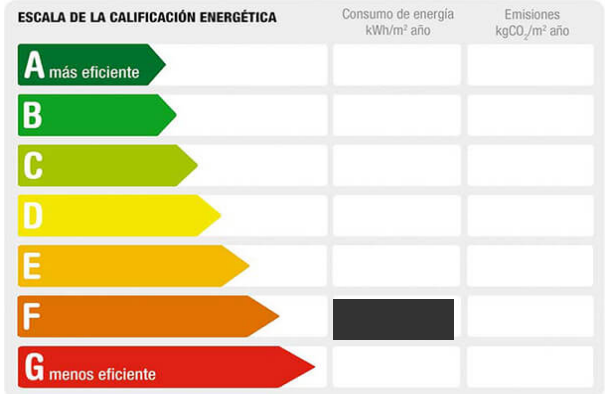 ESCALA DE LA CALIFICACIÓN ENERGÉTICA
Consumo de energía
kWh/m² año
Emisiones
kgCO₂/m² año
A más eficiente
B
C
D
E
F
G menos eficiente